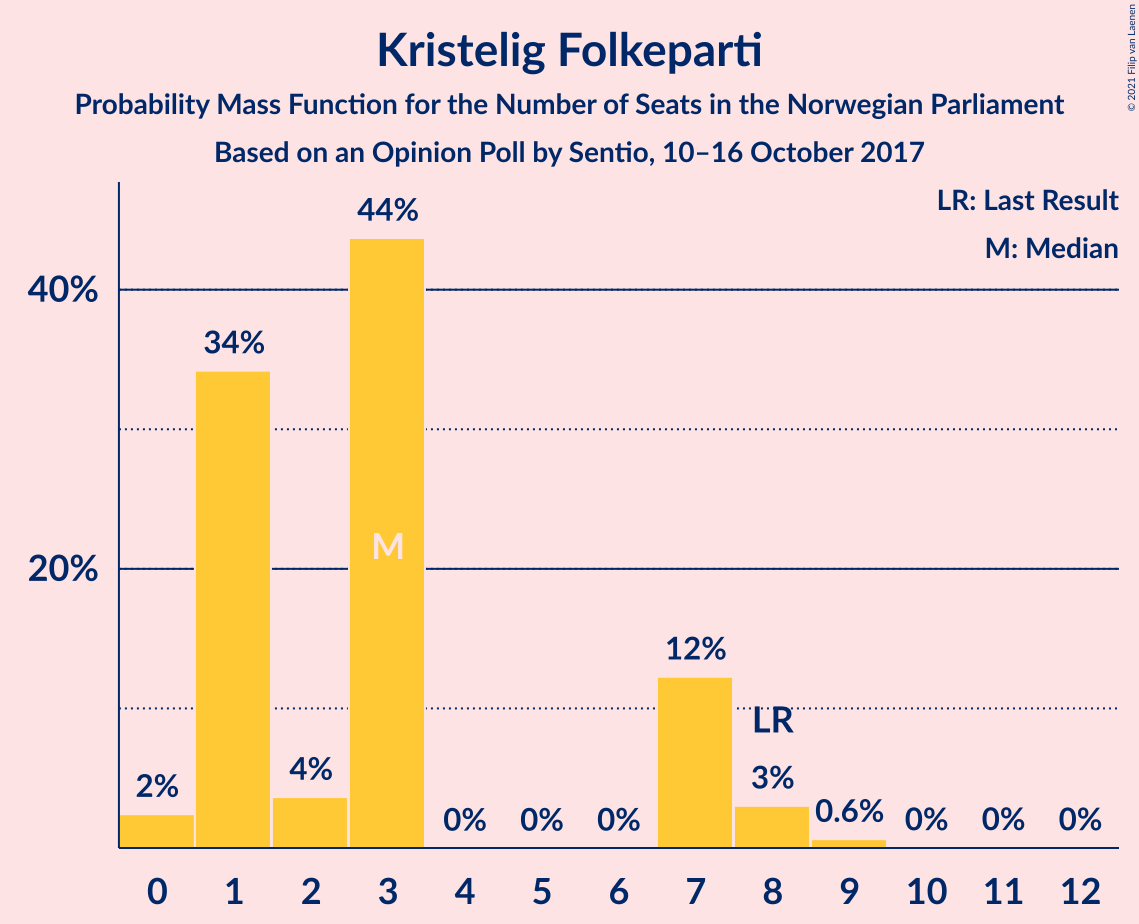 Kristelig Folkeparti
Probability Mass Function for the Number of Seats in the Norwegian Parliament
Based on an Opinion Poll by Sentio, 10–16 October 2017
© 2021 Filip van Laenen
LR: Last Result
M: Median
44%
40%
34%
M
20%
12%
LR
2%
4%
0%
0%
0%
3%
0.6%
0%
0%
0%
0 1 2 3 4 5 6 7 8 9 10 11 12